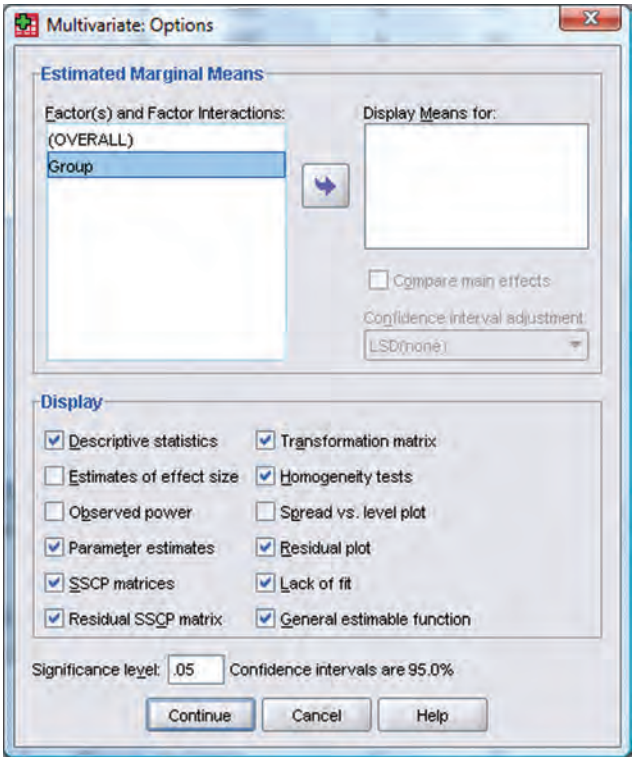 Multivariate: Options
Estimated Marginal Means
Factor(s) and Factor Interactions:
(OVERALL)
Group
Display Means for:
Compare main effects
Confidence interval adjustment
LSD(none)
Display
Descriptive statistics
Transformation matrix
Estimates of effect size
Homogeneity tests
Observed power
Spread vs. level plot
Parameter estimates
Residual plot
SSCP matrices
Lack of fit
Residual SSCP matrix
General estimable function
Significance level: .05 Confidence intervals are 95.0%
Continue
Cancel
Help